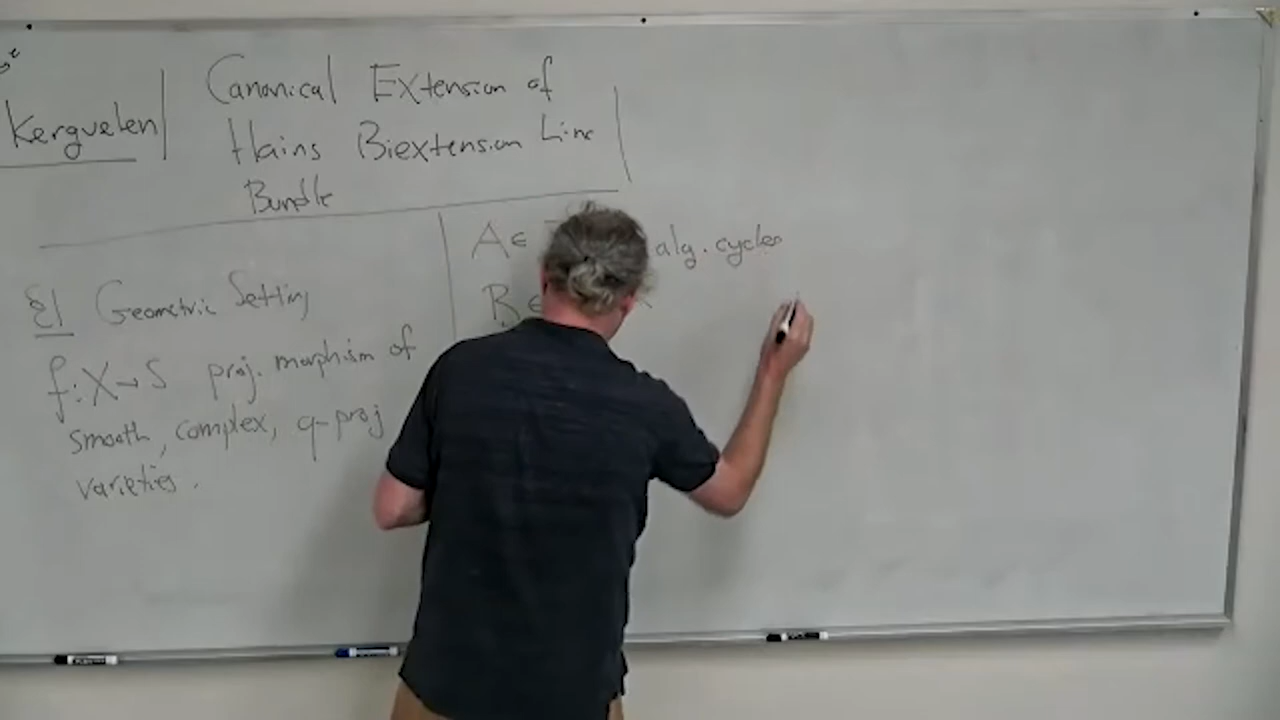 Kerguelen
Canonical Extension of
Hains Biextension Line
Bundle
§1 Geometric Setting
f: X → S proj. morphism of
smooth, complex, q-proj
varieties.
A ∈ alg. cycles
B ∈